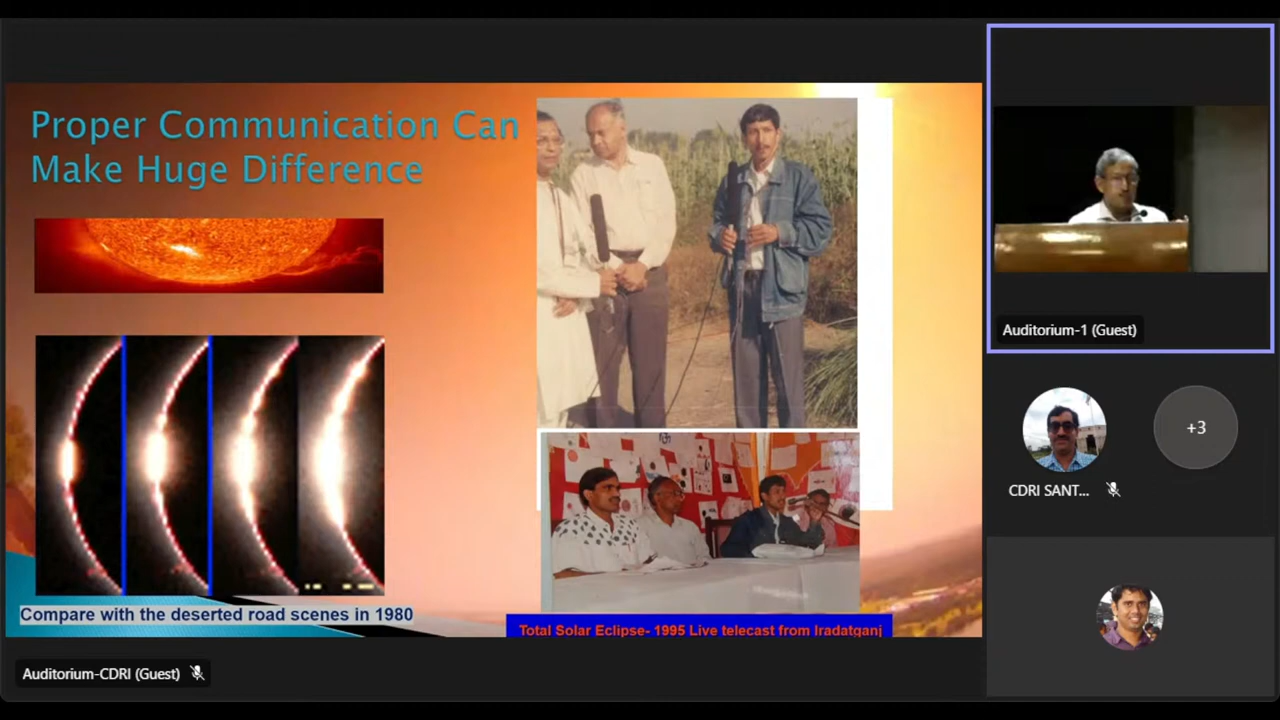 Proper Communication Can
Make Huge Difference
Compare with the deserted road scenes in 1980
Total Solar Eclipse- 1995 Live telecast from Iradatganj
Auditorium-CDRI (Guest)
Auditorium-1 (Guest)
+3
CDRI SANT...